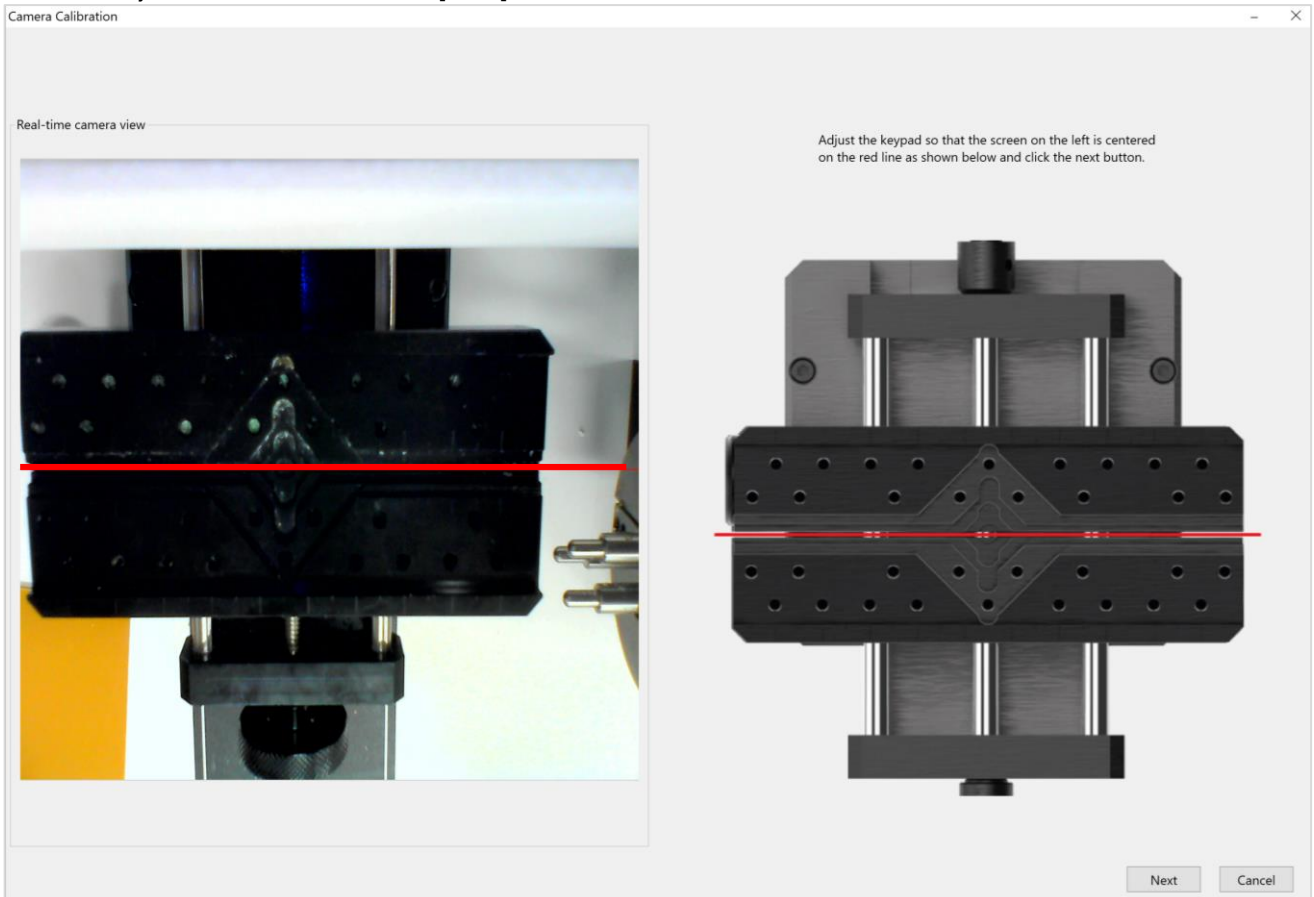 Camera Calibration
Real-time camera view
Adjust the keypad so that the screen on the left is centered
on the red line as shown below and click the next button.
Next
Cancel